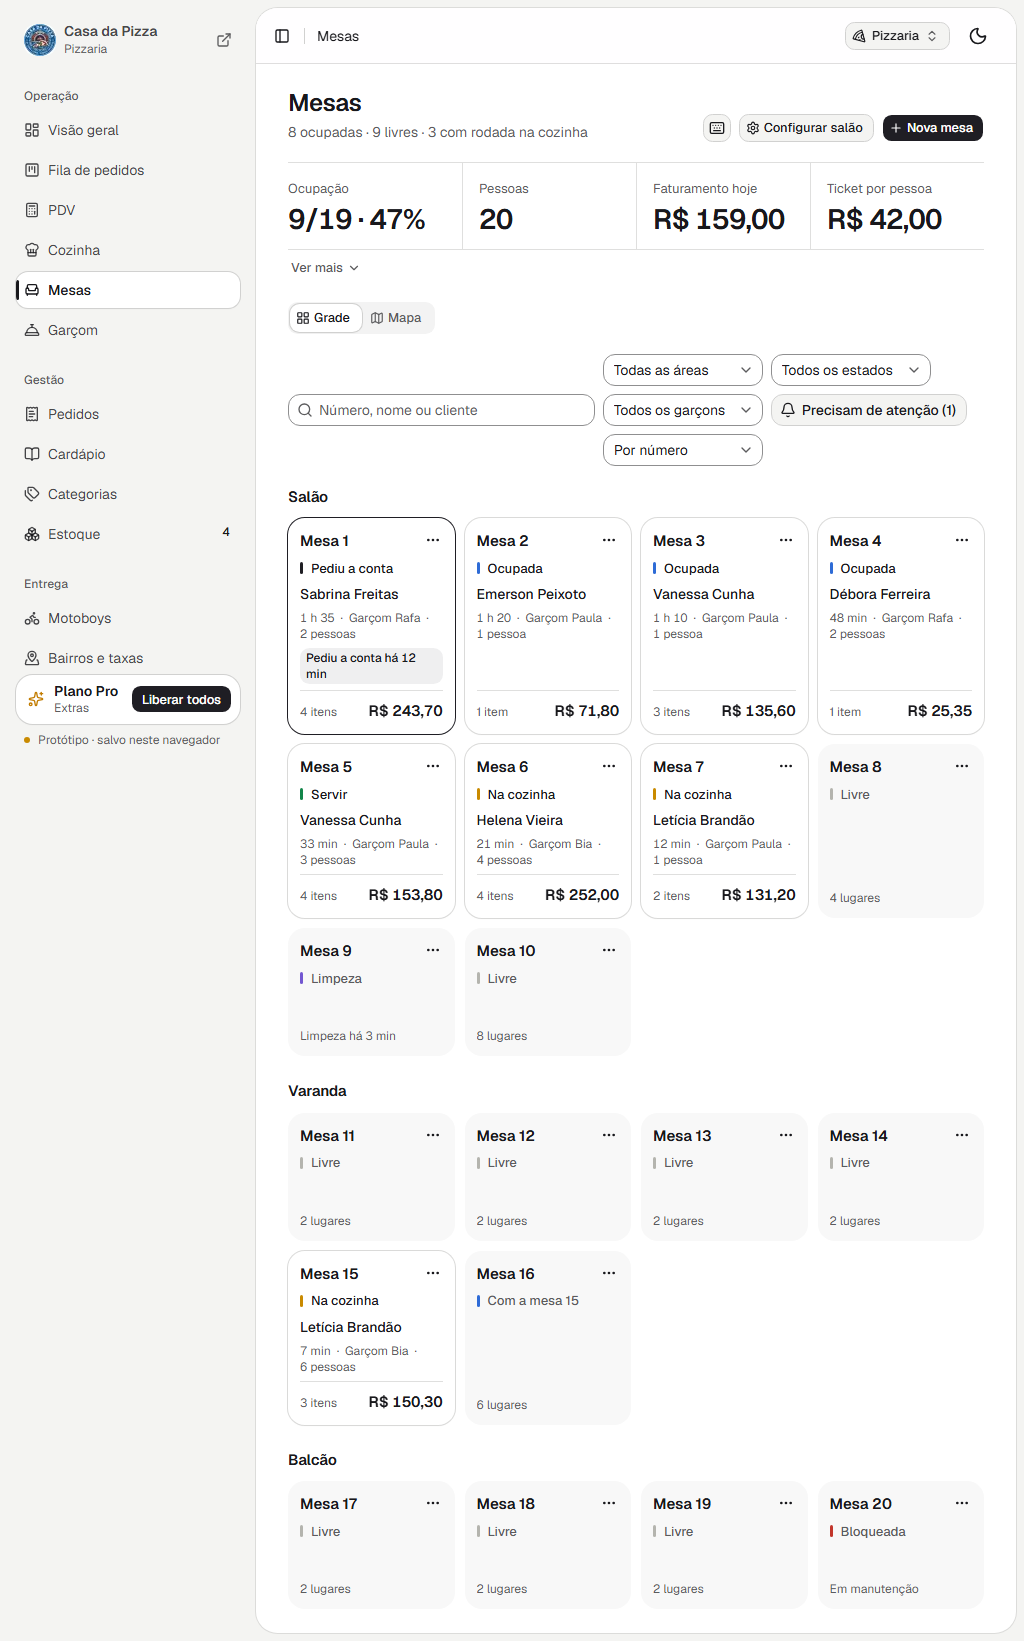 Casa da Pizza
Pizzaria
Operação
Visão geral
Fila de pedidos
PDV
Cozinha
Mesas
Garçom
Gestão
Pedidos
Cardápio
Categorias
Estoque
4
Entrega
Motoboys
Bairros e taxas
Plano Pro
Extras
Liberar todos
Protótipo · salvo neste navegador
Mesas
Pizzaria
Mesas
8 ocupadas · 9 livres · 3 com rodada na cozinha
Configurar salão
Nova mesa
Ocupação
9/19 · 47%
Pessoas
20
Faturamento hoje
R$ 159,00
Ticket por pessoa
R$ 42,00
Ver mais
Grade
Mapa
Número, nome ou cliente
Todas as áreas
Todos os estados
Todos os garçons
Precisam de atenção (1)
Por número
Salão
Mesa 1
Pediu a conta
Sabrina Freitas
1 h 35 · Garçom Rafa ·
2 pessoas
Pediu a conta há 12
min
4 itens
R$ 243,70
Mesa 2
Ocupada
Emerson Peixoto
1 h 20 · Garçom Paula ·
1 pessoa
1 item
R$ 71,80
Mesa 3
Ocupada
Vanessa Cunha
1 h 10 · Garçom Paula ·
1 pessoa
3 itens
R$ 135,60
Mesa 4
Ocupada
Débora Ferreira
48 min · Garçom Rafa ·
2 pessoas
1 item
R$ 25,35
Mesa 5
Servir
Vanessa Cunha
33 min · Garçom Paula ·
3 pessoas
4 itens
R$ 153,80
Mesa 6
Na cozinha
Helena Vieira
21 min · Garçom Bia ·
4 pessoas
4 itens
R$ 252,00
Mesa 7
Na cozinha
Letícia Brandão
12 min · Garçom Paula ·
1 pessoa
2 itens
R$ 131,20
Mesa 8
Livre
4 lugares
Mesa 9
Limpeza
Limpeza há 3 min
Mesa 10
Livre
8 lugares
Varanda
Mesa 11
Livre
2 lugares
Mesa 12
Livre
2 lugares
Mesa 13
Livre
2 lugares
Mesa 14
Livre
2 lugares
Mesa 15
Na cozinha
Letícia Brandão
7 min · Garçom Bia ·
6 pessoas
3 itens
R$ 150,30
Mesa 16
Com a mesa 15
6 lugares
Balcão
Mesa 17
Livre
2 lugares
Mesa 18
Livre
2 lugares
Mesa 19
Livre
2 lugares
Mesa 20
Bloqueada
Em manutenção